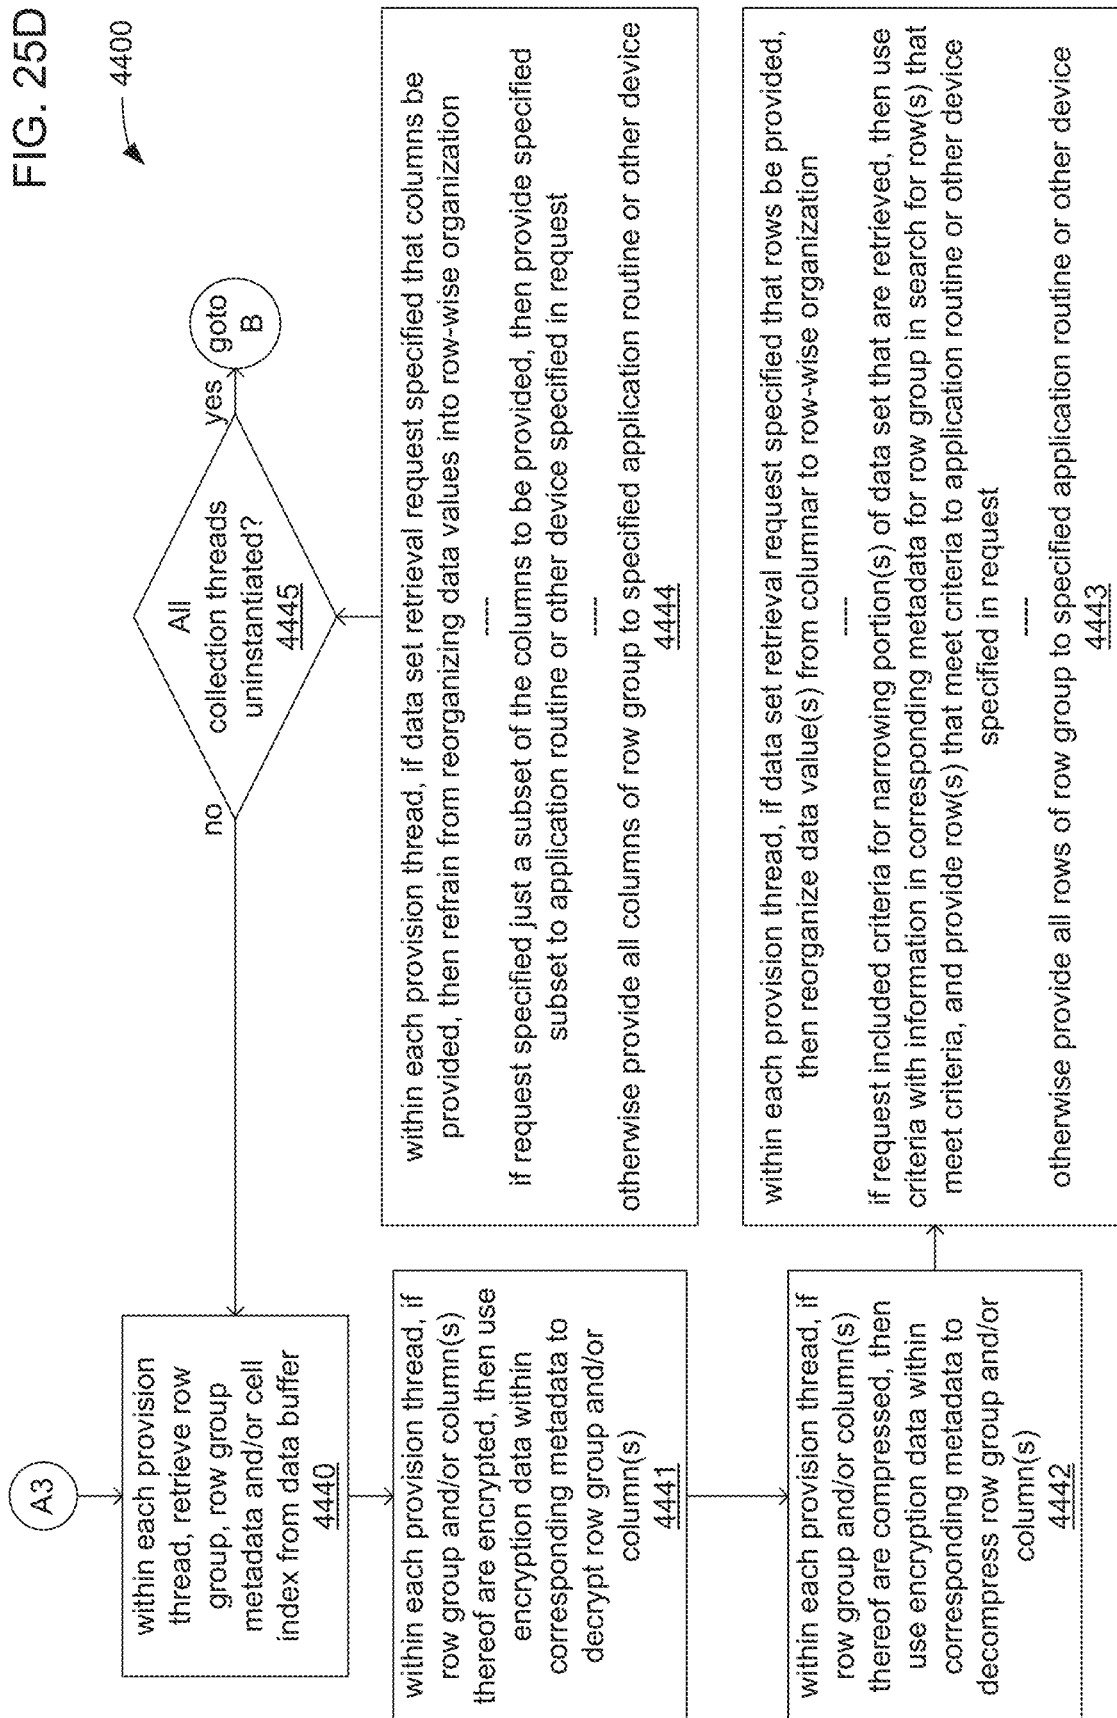 FIG. 25D
4400
A3
within each provision
thread, retrieve row
group, row group
metadata and/or cell
index from data buffer
4440
within each provision thread, if
row group and/or column(s)
thereof are encrypted, then use
encryption data within
corresponding metadata to
decrypt row group and/or
column(s)
4441
within each provision thread, if
row group and/or column(s)
thereof are compressed, then
use encryption data within
corresponding metadata to
decompress row group and/or
column(s)
4442
within each provision thread, if data set retrieval request specified that rows be provided,
then reorganize data value(s) from columnar to row-wise organization
-----
if request included criteria for narrowing portion(s) of data set that are retrieved, then use
criteria with information in corresponding metadata for row group in search for row(s) that
meet criteria, and provide row(s) that meet criteria to application routine or other device
specified in request
-----
otherwise provide all rows of row group to specified application routine or other device
4443
within each provision thread, if data set retrieval request specified that columns be
provided, then refrain from reorganizing data values into row-wise organization
-----
if request specified just a subset of the columns to be provided, then provide specified
subset to application routine or other device specified in request
-----
otherwise provide all columns of row group to specified application routine or other device
4444
All
collection threads
uninstantiated?
4445
no
yes
goto
B